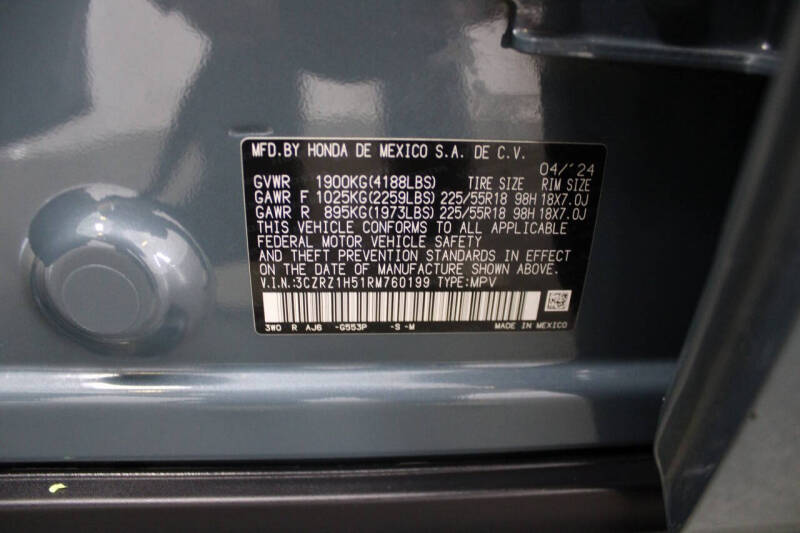 MFD.BY HONDA DE MEXICO S.A. DE C.V.
04/'24
GVWR 1900KG(4188LBS) TIRE SIZE RIM SIZE
GAWR F 1025KG(2259LBS) 225/55R18 98H 18X7.0J
GAWR R 895KG(1973LBS) 225/55R18 98H 18X7.0J
THIS VEHICLE CONFORMS TO ALL APPLICABLE
FEDERAL MOTOR VEHICLE SAFETY
AND THEFT PREVENTION STANDARDS IN EFFECT
ON THE DATE OF MANUFACTURE SHOWN ABOVE.
V.I.N.:3CZRZ1H51RM760199 TYPE:MPV
3WO R AJ6 -G553P -S -M MADE IN MEXICO